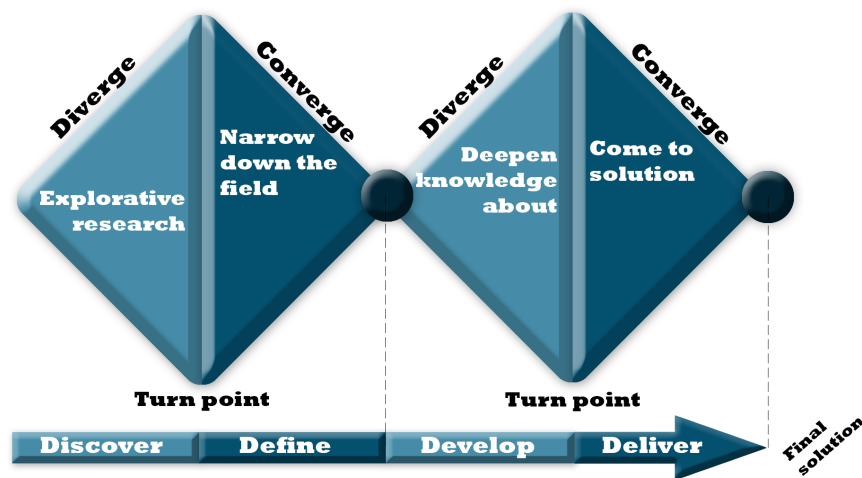 Diverge
Converge
Diverge
Converge
Explorative
research
Narrow
down the
field
Deepen
knowledge
about
Come to
solution
Turn point
Turn point
Discover
Define
Develop
Deliver
Final
solution